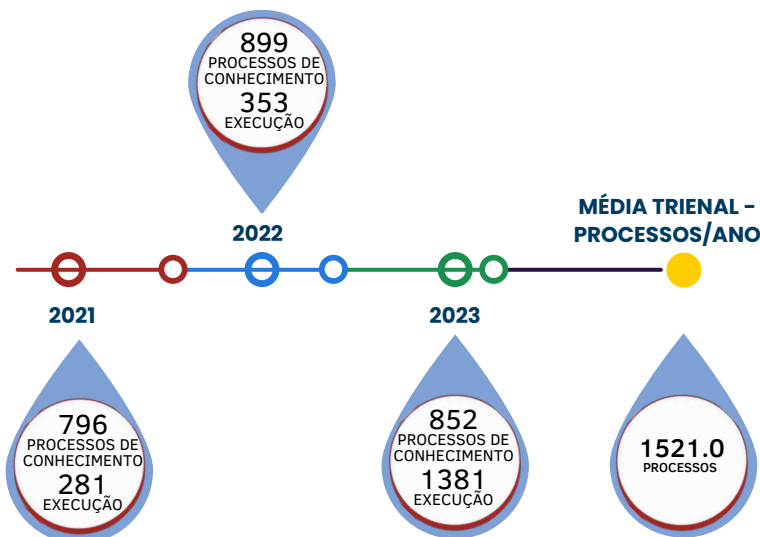 899
PROCESSOS DE
CONHECIMENTO
353
EXECUÇÃO
2022
MÉDIA TRIENAL –
PROCESSOS/ANO
2021
2023
796
PROCESSOS DE
CONHECIMENTO
281
EXECUÇÃO
852
PROCESSOS DE
CONHECIMENTO
1381
EXECUÇÃO
1521.0
PROCESSOS